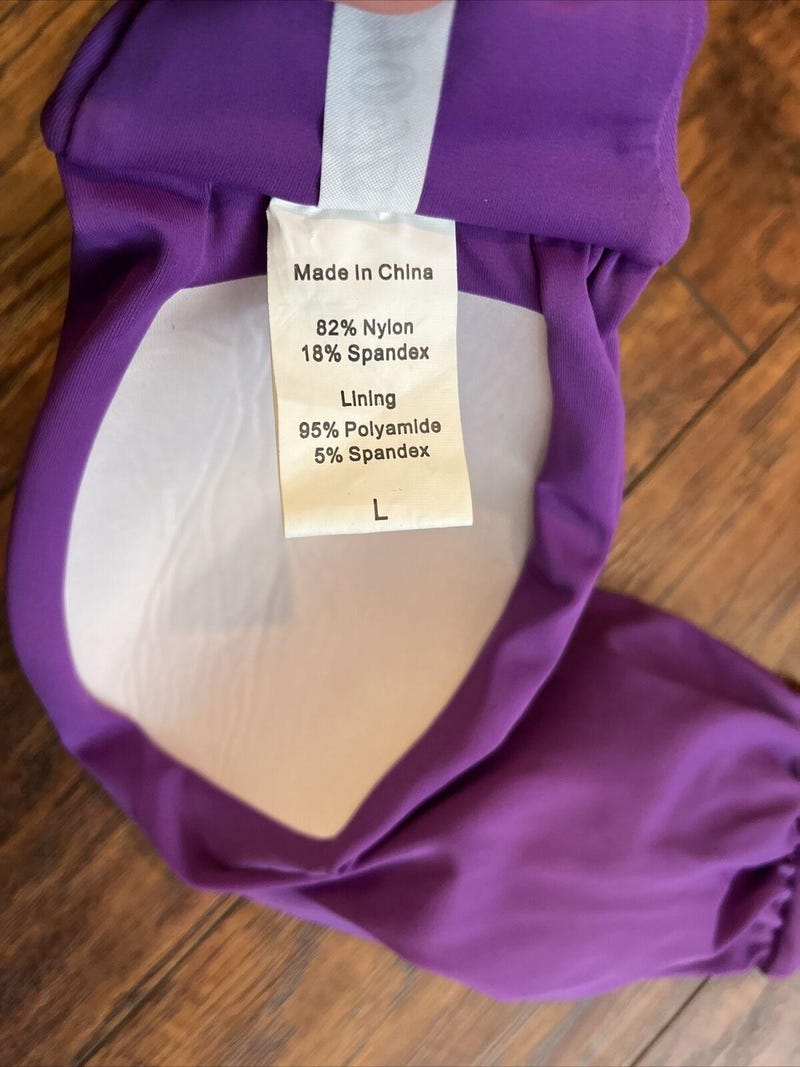 Made in China
82% Nylon
18% Spandex
Lining
95% Polyamide
5% Spandex
L